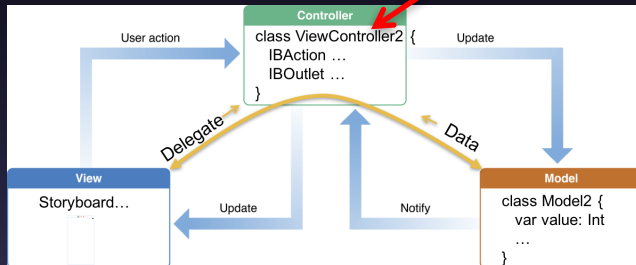 Controller
class ViewController2 {
IBAction …
IBOutlet …
}
User action
Update
Delegate
Data
View
Storyboard…
Update
Notify
Model
class Model2 {
var value: Int
…
}